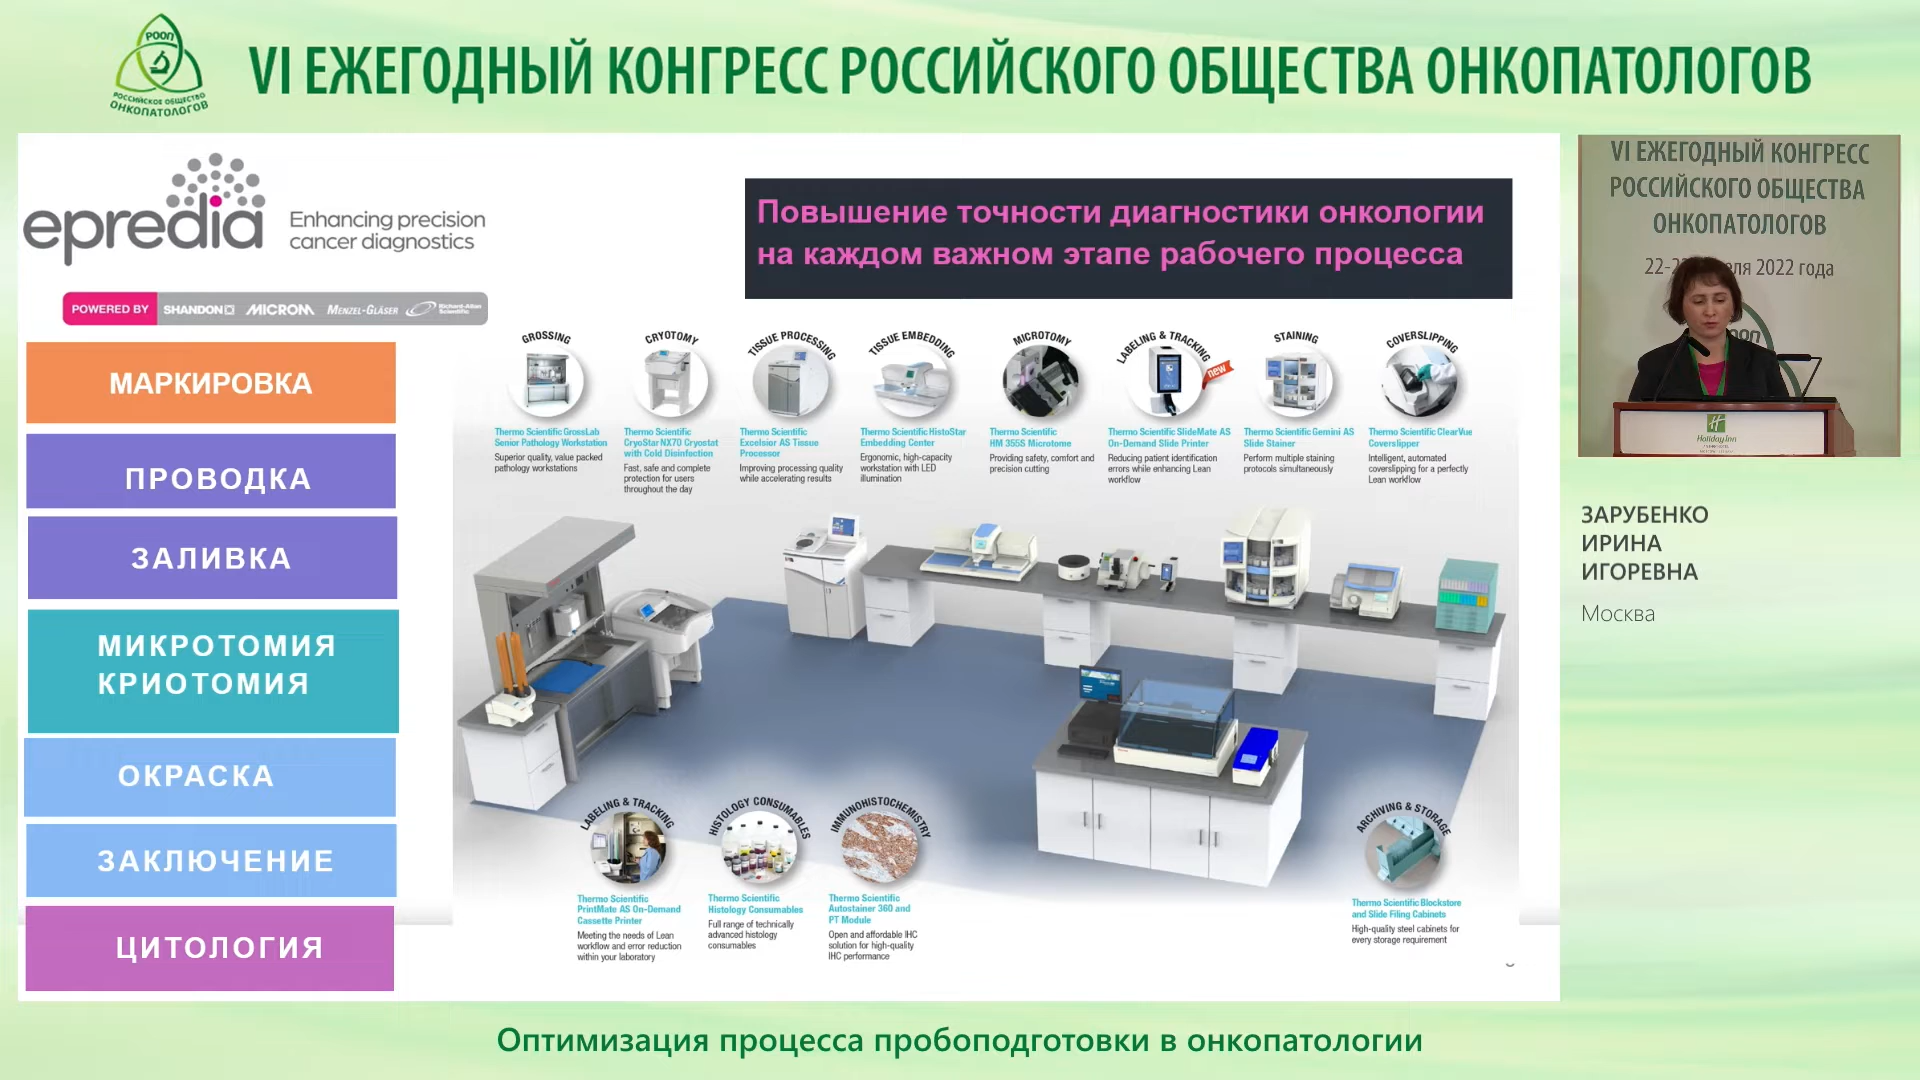 РООП
РОССИЙСКОЕ ОБЩЕСТВО
ОНКОПАТОЛОГОВ
VI ЕЖЕГОДНЫЙ КОНГРЕСС РОССИЙСКОГО ОБЩЕСТВА ОНКОПАТОЛОГОВ
epredia
Enhancing precision
cancer diagnostics
POWERED BY SHANDON MICROM MENZEL-GLÄSER Richard-Allan
Scientific
Повышение точности диагностики онкологии
на каждом важном этапе рабочего процесса
МАРКИРОВКА
ПРОВОДКА
ЗАЛИВКА
МИКРОТОМИЯ
КРИОТОМИЯ
ОКРАСКА
ЗАКЛЮЧЕНИЕ
ЦИТОЛОГИЯ
GROSSING
Thermo Scientific GrossLab
Senior Pathology Workstation
Superior quality, value packed
pathology workstations
CRYOTOMY
Thermo Scientific
CryoStar NX70 Cryostat
with Cold Disinfection
Fast, safe and complete
protection for users
throughout the day
TISSUE PROCESSING
Thermo Scientific
Excelsior AS Tissue
Processor
Improving processing quality
while accelerating results
TISSUE EMBEDDING
Thermo Scientific HistoStar
Embedding Center
Ergonomic, high-capacity
workstation with LED
illumination
MICROTOMY
Thermo Scientific
HM 355S Microtome
Providing safety, comfort and
precision cutting
LABELING & TRACKING
new
Thermo Scientific SlideMate AS
On-Demand Slide Printer
Reducing patient identification
errors while enhancing Lean
workflow
STAINING
Thermo Scientific Gemini AS
Slide Stainer
Perform multiple staining
protocols simultaneously
COVERSLIPPING
Thermo Scientific ClearVue
Coverslipper
Intelligent, automated
coverslipping for a perfectly
Lean workflow
LABELING & TRACKING
Thermo Scientific
PrintMate AS On-Demand
Cassette Printer
Meeting the needs of Lean
workflow and error reduction
within your laboratory
HISTOLOGY CONSUMABLES
Thermo Scientific
Histology Consumables
Full range of technically
advanced histology
consumables
IMMUNOHISTOCHEMISTRY
Thermo Scientific
Autostainer 360 and
PT Module
Open and affordable IHC
solution for high-quality
IHC performance
ARCHIVING & STORAGE
Thermo Scientific Blockstore
and Slide Filing Cabinets
High-quality steel cabinets for
every storage requirement
VI ЕЖЕГОДНЫЙ КОНГРЕСС
РОССИЙСКОГО ОБЩЕСТВА
ОНКОПАТОЛОГОВ
2022 года
Holiday Inn
ЗАРУБЕНКО
ИРИНА
ИГОРЕВНА
Москва
Оптимизация процесса пробоподготовки в онкопатологии